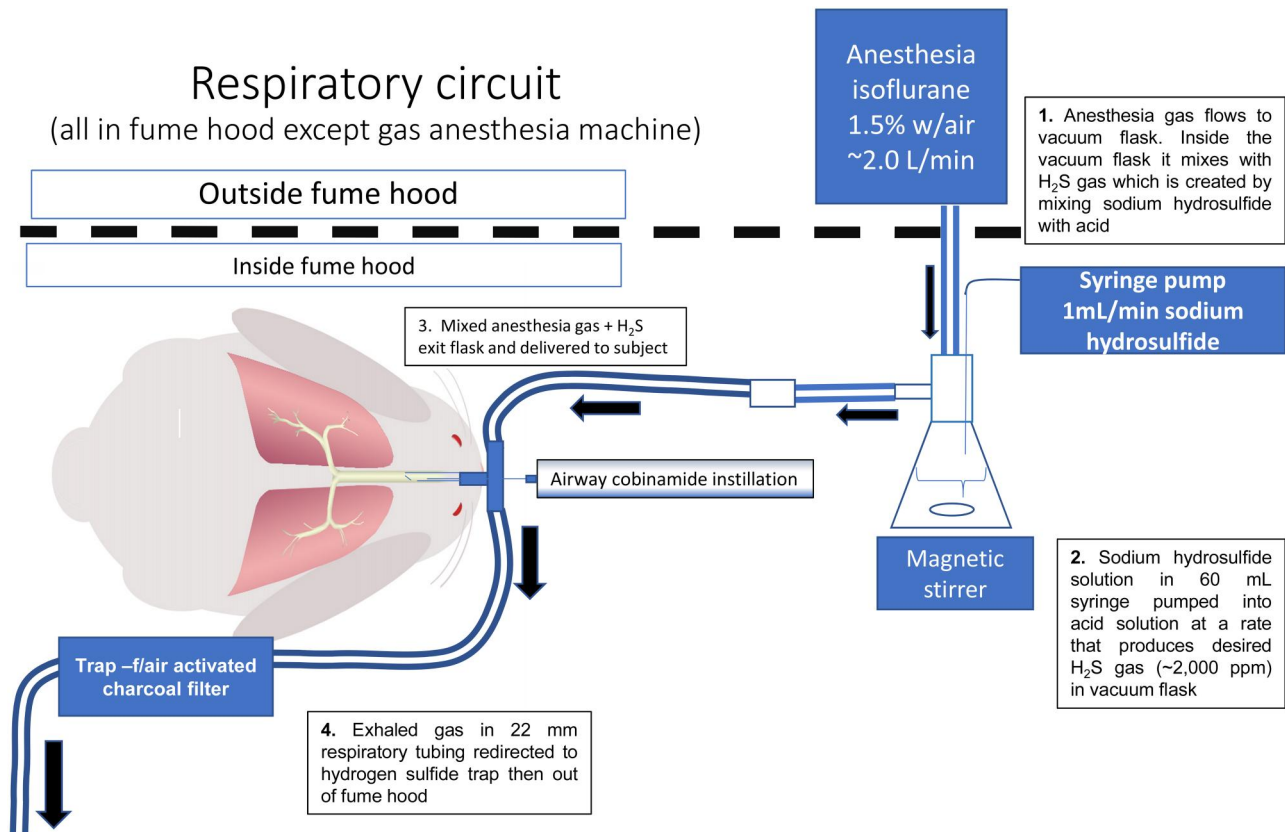 Respiratory circuit
(all in fume hood except gas anesthesia machine)
Anesthesia
isoflurane
1.5% w/air
~2.0 L/min
1. Anesthesia gas flows to
vacuum flask. Inside the
vacuum flask it mixes with
H₂S gas which is created by
mixing sodium hydrosulfide
with acid
Outside fume hood
Inside fume hood
Syringe pump
1mL/min sodium
hydrosulfide
3. Mixed anesthesia gas + H₂S
exit flask and delivered to subject
Airway cobinamide instillation
Magnetic
stirrer
2. Sodium hydrosulfide
solution in 60 mL
syringe pumped into
acid solution at a rate
that produces desired
H₂S gas (~2,000 ppm)
in vacuum flask
Trap –f/air activated
charcoal filter
4. Exhaled gas in 22 mm
respiratory tubing redirected to
hydrogen sulfide trap then out
of fume hood